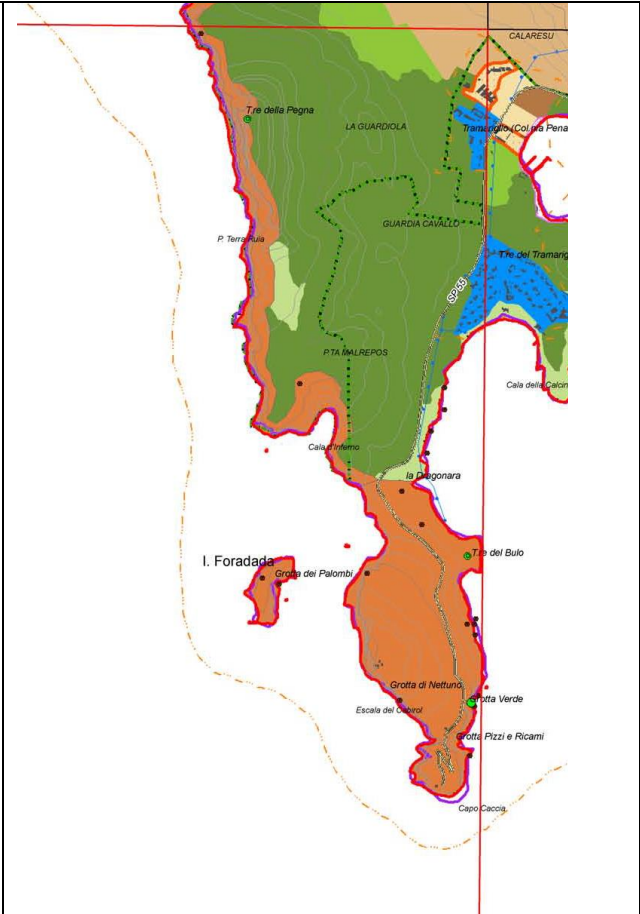 CALARESU
T.re della Pegna
LA GUARDIOLA
Tramariglio (Col.nia Pena
GUARDIA CAVALLO
P. Terra Ruia
T.re del Tramarig
SP 55
P.TA MALREPOS
Cala della Calcin
Cala d'Inferno
la Dragonara
T.re del Bulo
I. Foradada
Grotta dei Palombi
Grotta di Nettuno
Grotta Verde
Escala del Cabirol
Grotta Pizzi e Ricami
Capo Caccia